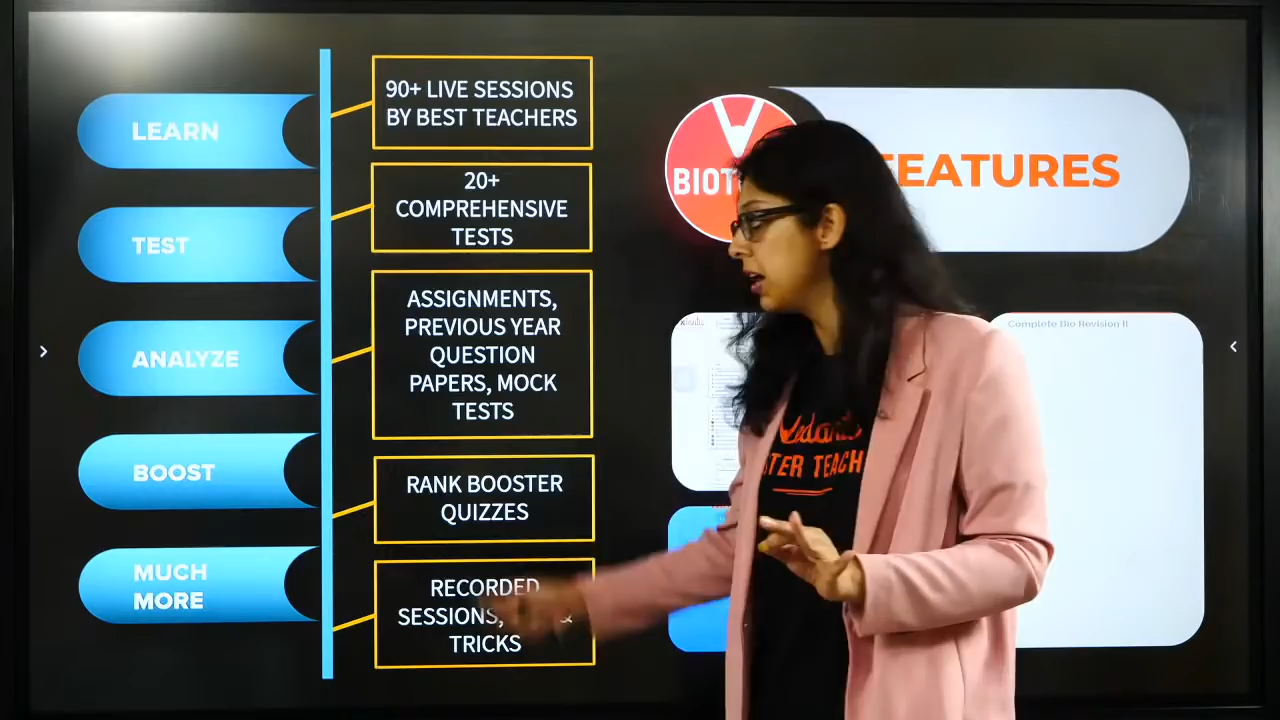 LEARN
90+ LIVE SESSIONS
BY BEST TEACHERS
TEST
20+
COMPREHENSIVE
TESTS
ANALYZE
ASSIGNMENTS,
PREVIOUS YEAR
QUESTION
PAPERS, MOCK
TESTS
BOOST
RANK BOOSTER
QUIZZES
MUCH
MORE
RECORDED
SESSIONS,
TRICKS
FEATURES
Complete Bio Revision II